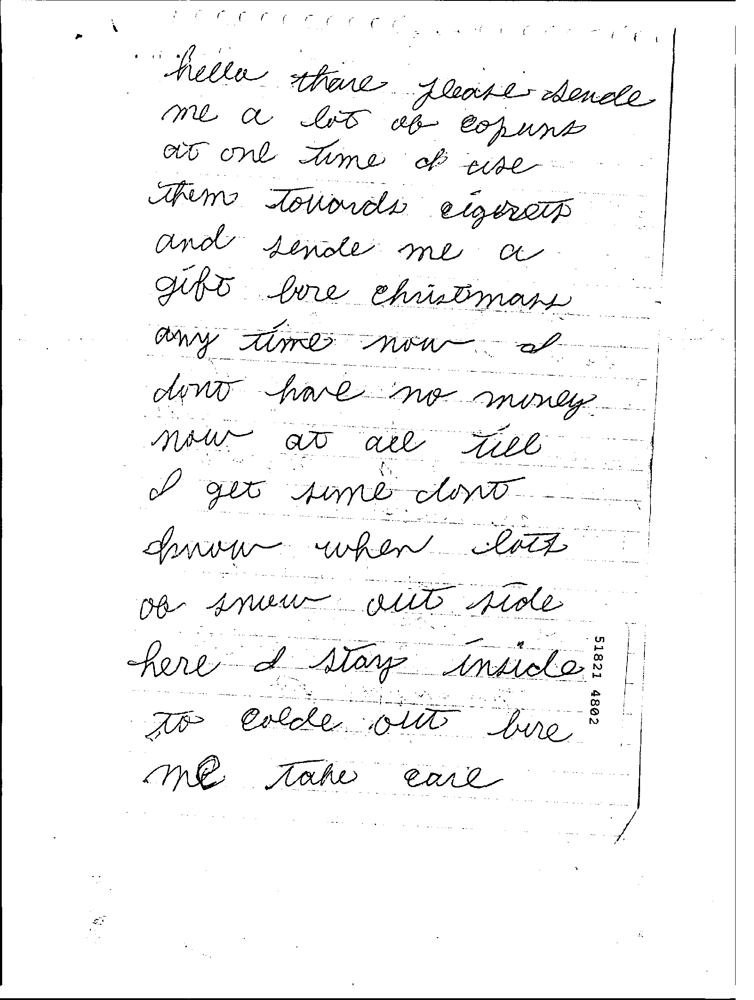 hello thare please sende
me a lot of copuns
at one time I use
them towards cigerets
and sende me a
gift fore christmass
any time now I
dont have no money
now at all till
I get some dont
know when lots
of snow out side
here I stay inside
to colde out fore
me take care
51821 4802